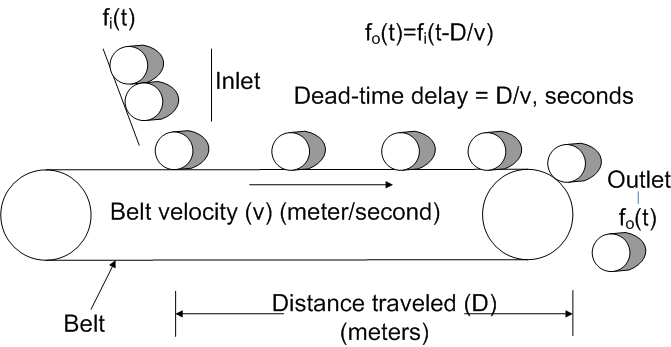 fᵢ(t)
fₒ(t)=fᵢ(t-D/v)
Inlet
Dead-time delay = D/v, seconds
Outlet
fₒ(t)
Belt velocity (v) (meter/second)
Distance traveled (D)
(meters)
Belt